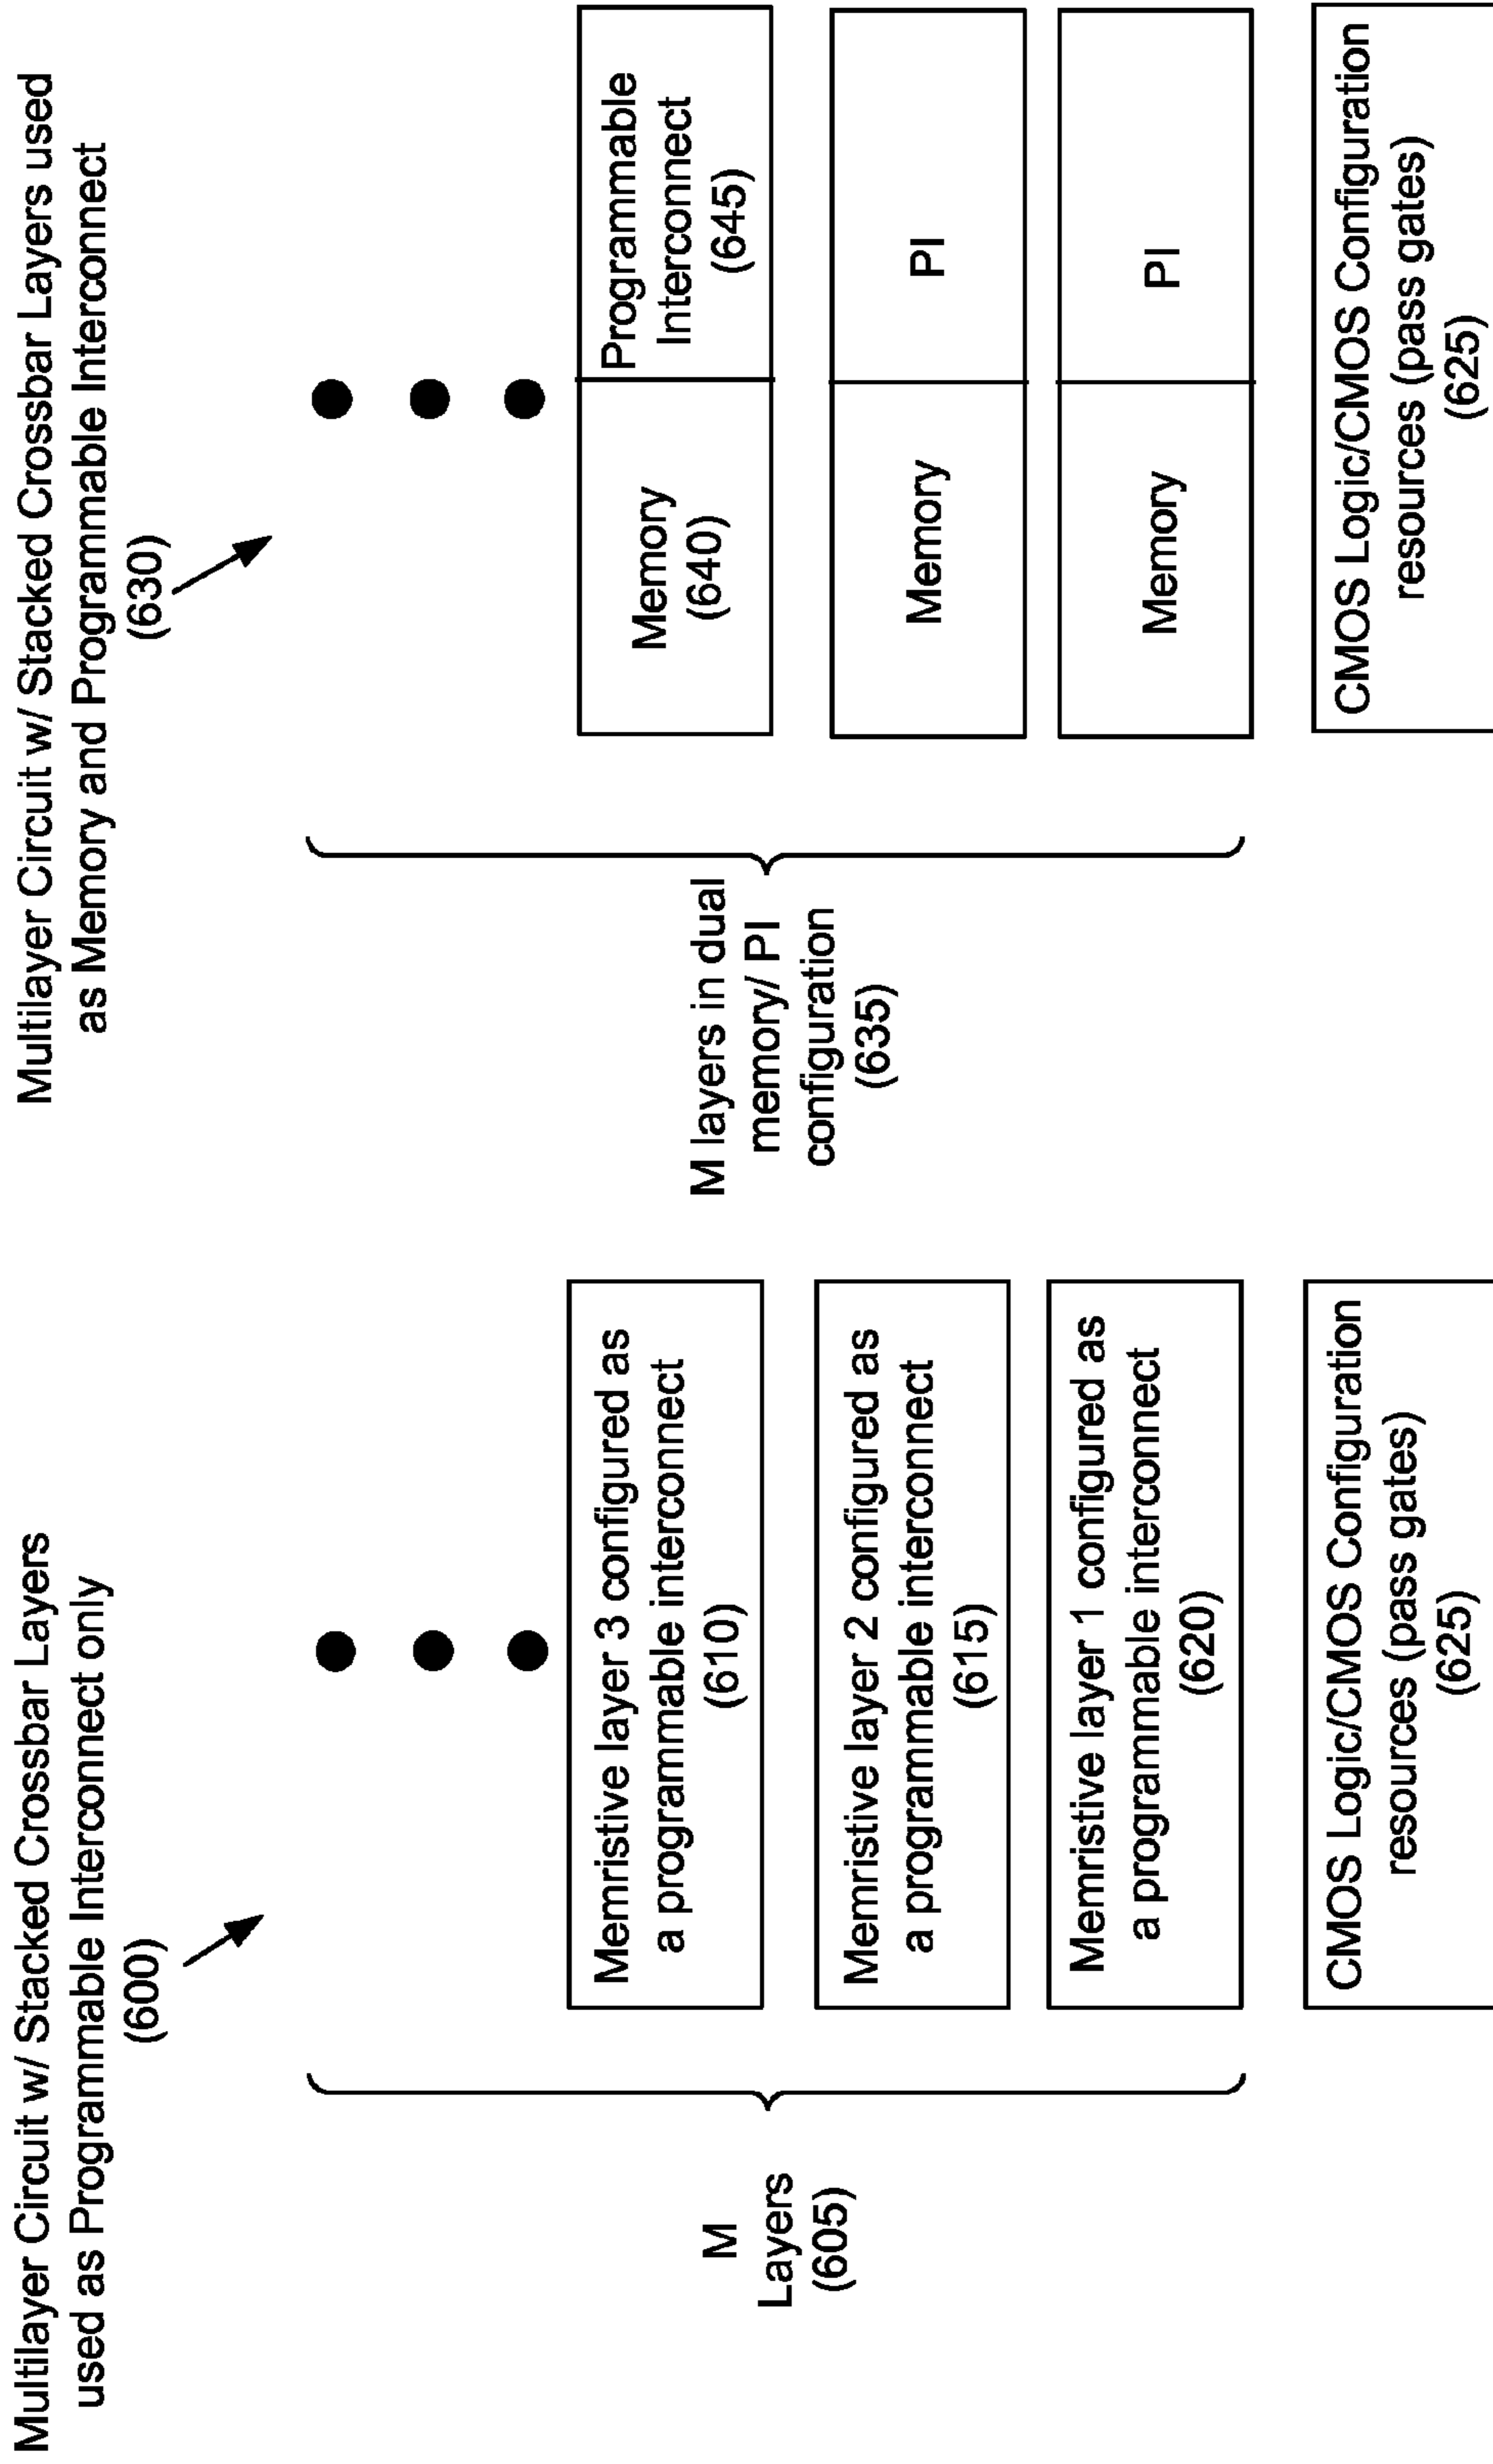 Multilayer Circuit w/ Stacked Crossbar Layers
used as Programmable Interconnect only
(600)
M
Layers
(605)
Memristive layer 3 configured as
a programmable interconnect
(610)
Memristive layer 2 configured as
a programmable interconnect
(615)
Memristive layer 1 configured as
a programmable interconnect
(620)
CMOS Logic/CMOS Configuration
resources (pass gates)
(625)
Multilayer Circuit w/ Stacked Crossbar Layers used
as Memory and Programmable Interconnect
(630)
M layers in dual
memory/ PI
configuration
(635)
Memory
(640)
Programmable
Interconnect
(645)
Memory
PI
Memory
PI
CMOS Logic/CMOS Configuration
resources (pass gates)
(625)